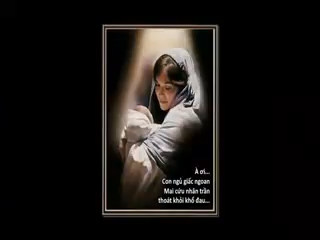 À ơi...
Con ngủ giấc ngoan
Mai cứu nhân trần
thoát khỏi khổ đau...